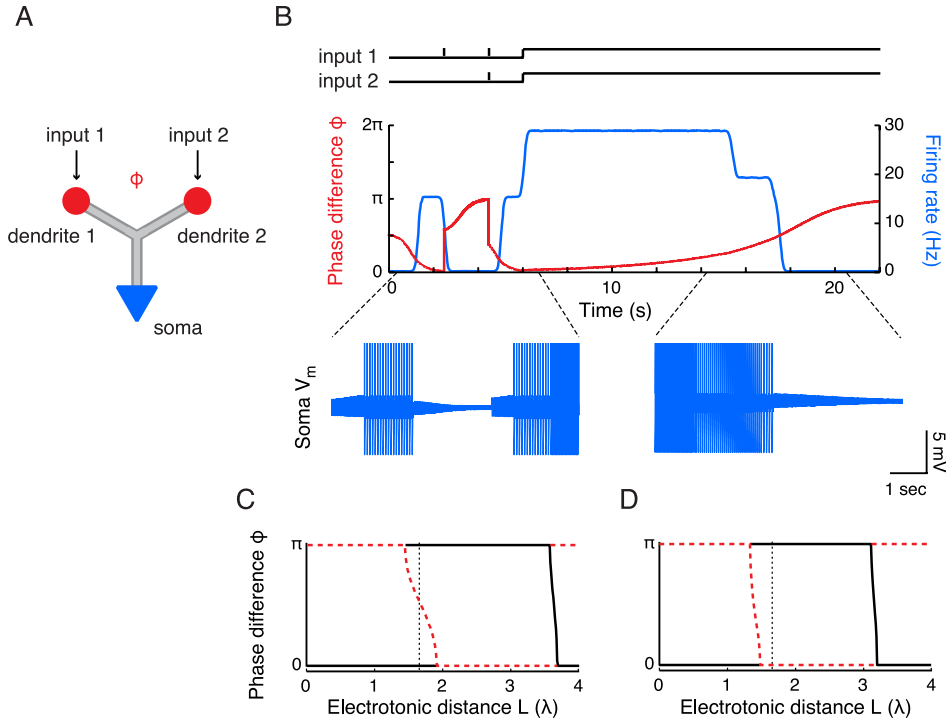 A
input 1
input 2
ϕ
dendrite 1
dendrite 2
soma
B
input 1
input 2
Phase difference ϕ
2π
π
0
30
20
10
0
Firing rate (Hz)
0
10
20
Time (s)
Soma Vm
5 mV
1 sec
C
Phase difference ϕ
π
0
0
1
2
3
4
Electrotonic distance L (λ)
D
π
0
0
1
2
3
4
Electrotonic distance L (λ)